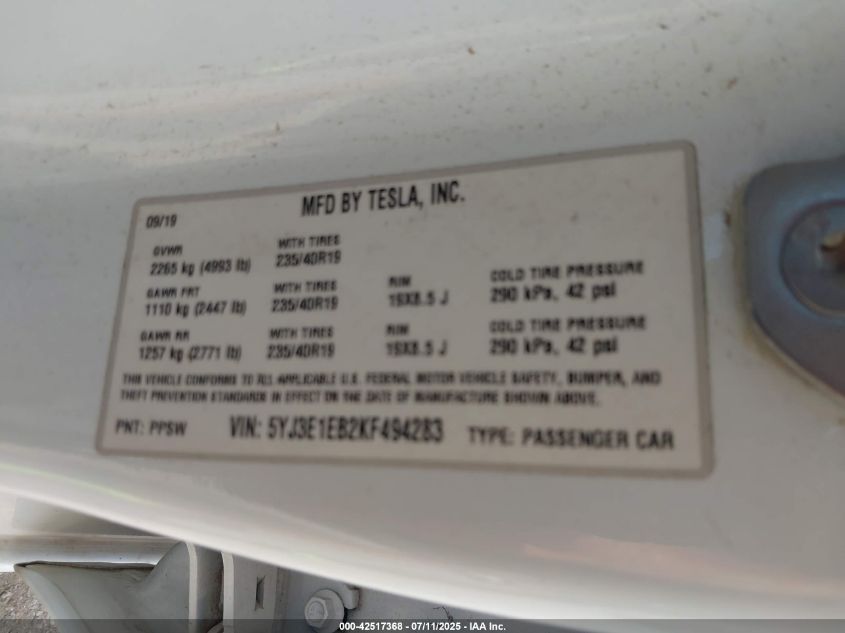 MFD BY TESLA, INC.
09/19
GVWR WITH TIRES
2265 kg (4993 lb) 235/40R19
GAWR FRT WITH TIRES RIM COLD TIRE PRESSURE
1110 kg (2447 lb) 235/40R19 19X8.5 J 290 kPa, 42 psi
GAWR RR WITH TIRES RIM COLD TIRE PRESSURE
1257 kg (2771 lb) 235/40R19 19X8.5 J 290 kPa, 42 psi
THIS VEHICLE CONFORMS TO ALL APPLICABLE U.S. FEDERAL MOTOR VEHICLE SAFETY, BUMPER, AND
THEFT PREVENTION STANDARDS IN EFFECT ON THE DATE OF MANUFACTURE SHOWN ABOVE.
PNT: PPSW VIN: 5YJ3E1EB2KF494283 TYPE: PASSENGER CAR
000-42517368 - 07/11/2025 - IAA Inc.